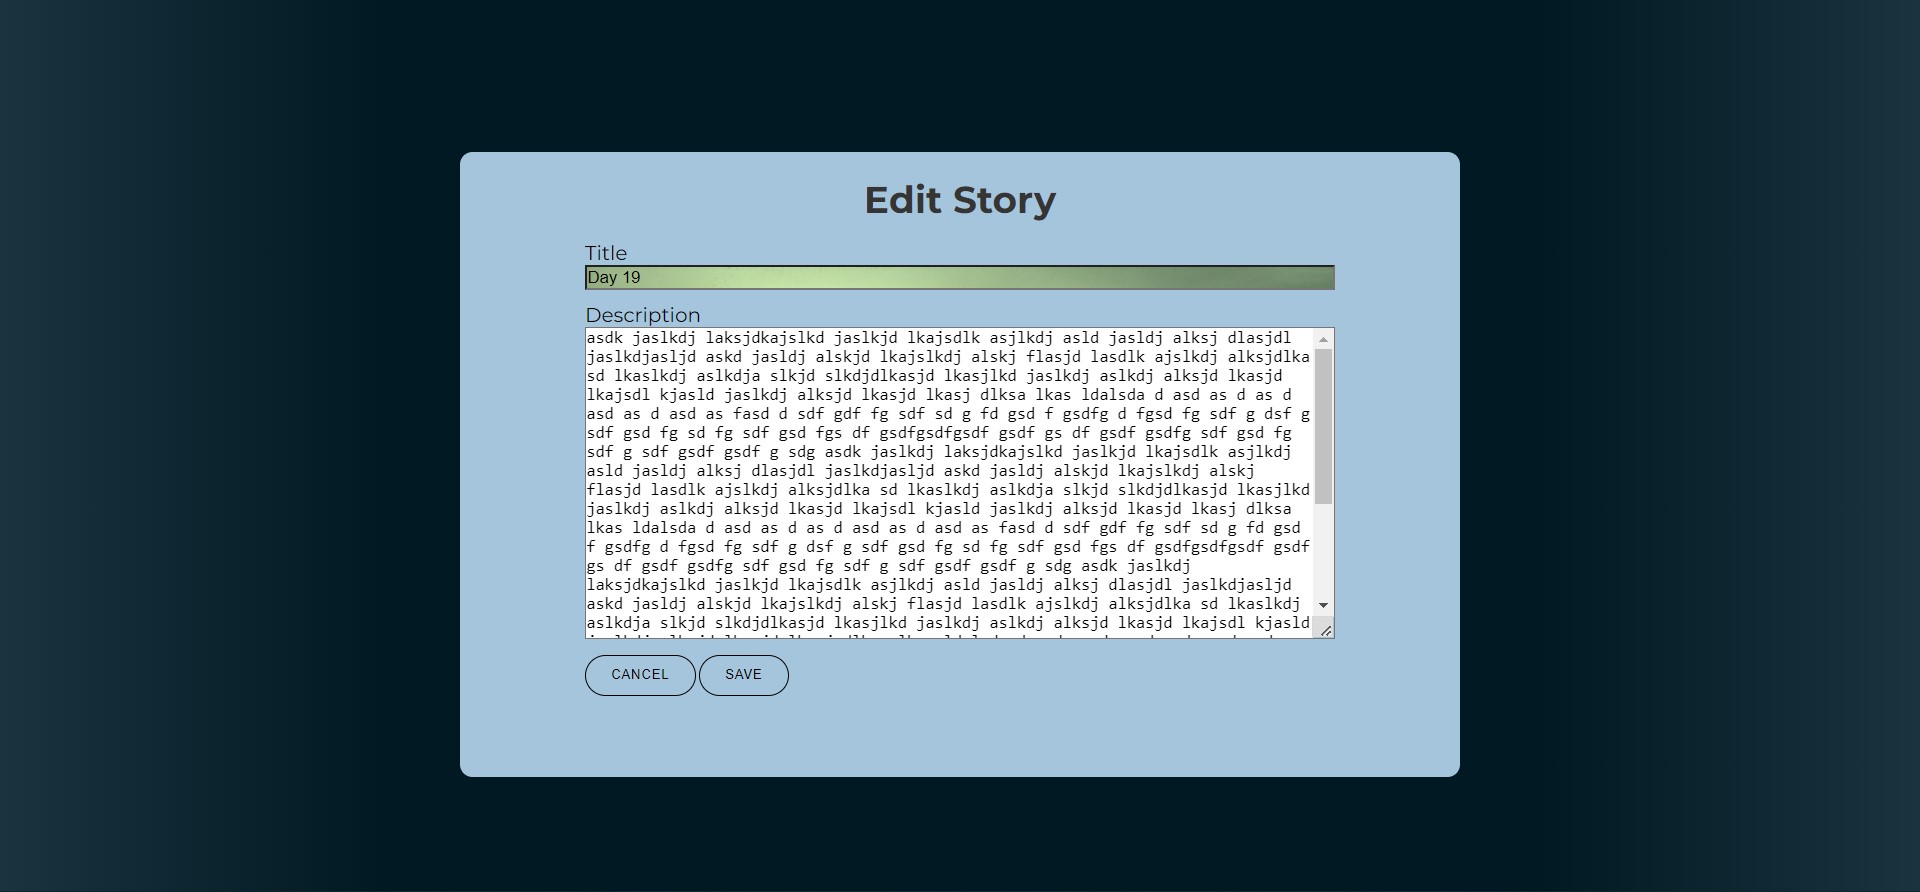 Edit Story
Title
Day 19
Description
asdk jaslkdj laksjdkajslkd jaslkjd lkajsdlk asjlkdj asld jasldj alksj dlasjdl
jaslkdjasljd askd jasldj alskjd lkajslkdj alskj flasjd lasdlk ajslkdj alksjdlka
sd lkaslkdj aslkdja slkjd slkdjdlkasjd lkasjlkd jaslkdj aslkdj alksjd lkasjd
lkajsdl kjasld jaslkdj alksjd lkasjd lkasj dlksa lkas ldalsda d asd as d as d
asd as d asd as fasd d sdf gdf fg sdf sd g fd gsd f gsdfg d fgsd fg sdf g dsf g
sdf gsd fg sd fg sdf gsd fgs df gsdfgsdfgsdf gsdf gs df gsdf gsdfg sdf gsd fg
sdf g sdf gsdf gsdf g sdg asdk jaslkdj laksjdkajslkd jaslkjd lkajsdlk asjlkdj
asld jasldj alksj dlasjdl jaslkdjasljd askd jasldj alskjd lkajslkdj alskj
flasjd lasdlk ajslkdj alksjdlka sd lkaslkdj aslkdja slkjd slkdjdlkasjd lkasjlkd
jaslkdj aslkdj alksjd lkasjd lkajsdl kjasld jaslkdj alksjd lkasjd lkasj dlksa
lkas ldalsda d asd as d as d asd as d asd as fasd d sdf gdf fg sdf sd g fd gsd
f gsdfg d fgsd fg sdf g dsf g sdf gsd fg sd fg sdf gsd fgs df gsdfgsdfgsdf gsdf
gs df gsdf gsdfg sdf gsd fg sdf g sdf gsdf gsdf g sdg asdk jaslkdj
laksjdkajslkd jaslkjd lkajsdlk asjlkdj asld jasldj alksj dlasjdl jaslkdjasljd
askd jasldj alskjd lkajslkdj alskj flasjd lasdlk ajslkdj alksjdlka sd lkaslkdj
aslkdja slkjd slkdjdlkasjd lkasjlkd jaslkdj aslkdj alksjd lkasjd lkajsdl kjasld
CANCEL SAVE